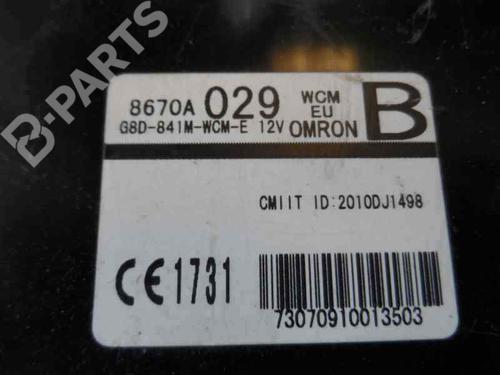 B-PARTS
8670A 029 WCM
EU
G8D-841M-WCM-E 12V OMRON B
CMIIT ID:2010DJ1498
CE1731
73070910013503